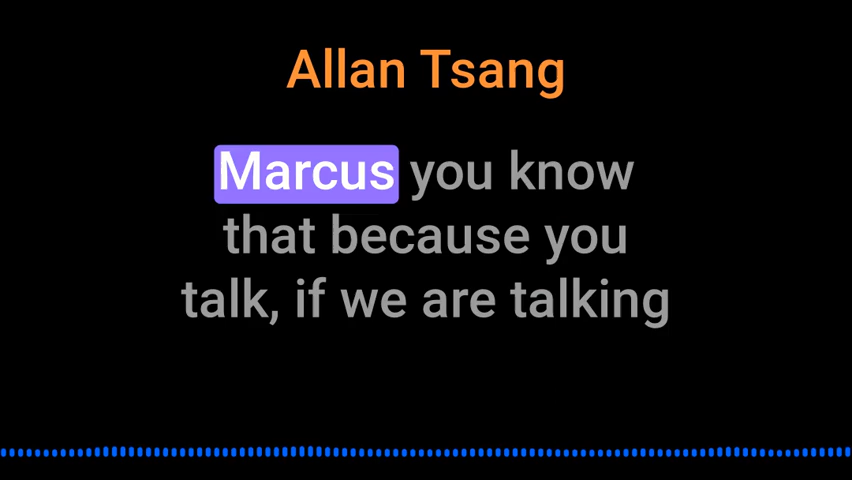 Allan Tsang
Marcus you know
that because you
talk, if we are talking